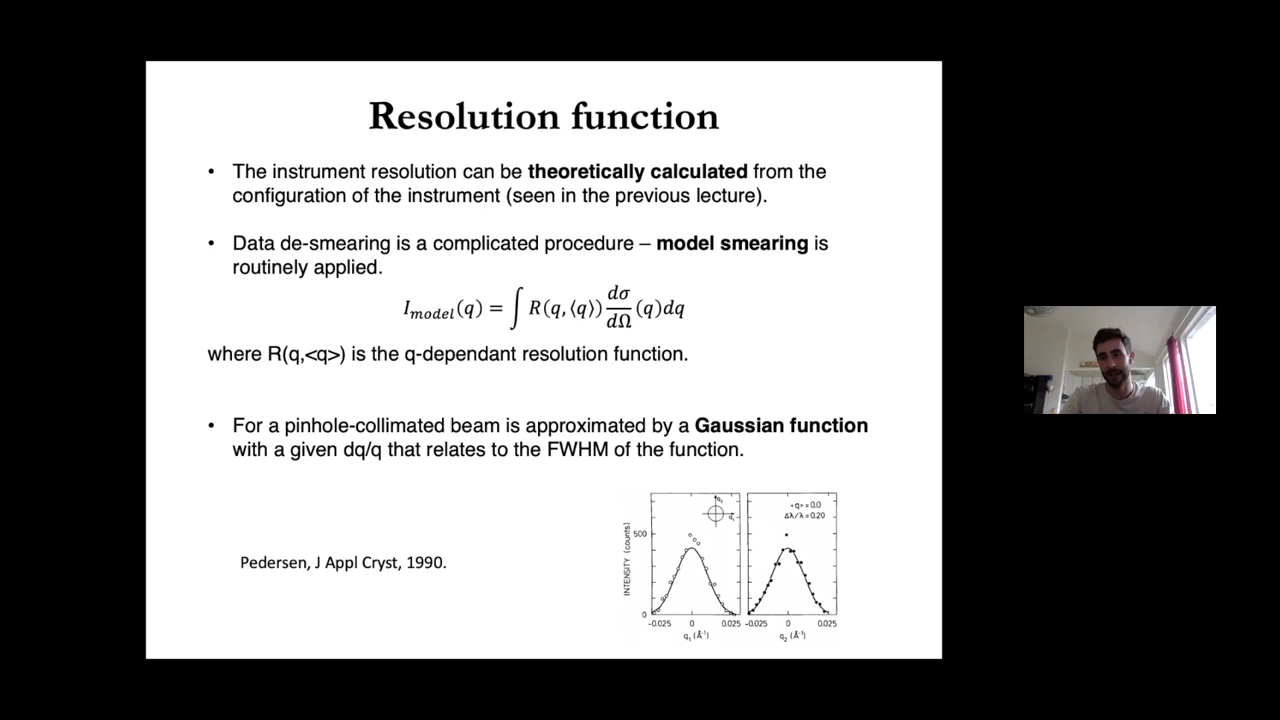 Resolution function
• The instrument resolution can be theoretically calculated from the
configuration of the instrument (seen in the previous lecture).
• Data de-smearing is a complicated procedure – model smearing is
routinely applied.
I_model(q) = ∫ R(q,⟨q⟩) dσ/dΩ (q)dq
where R(q,<q>) is the q-dependant resolution function.
• For a pinhole-collimated beam is approximated by a Gaussian function
with a given dq/q that relates to the FWHM of the function.
Pedersen, J Appl Cryst, 1990.
INTENSITY (counts)
500
0
q₂
q₁
<q> = 0.0
Δλ/λ = 0.20
-0.025 0 0.025 -0.025 0 0.025
q₁ (Å⁻¹) q₂ (Å⁻¹)